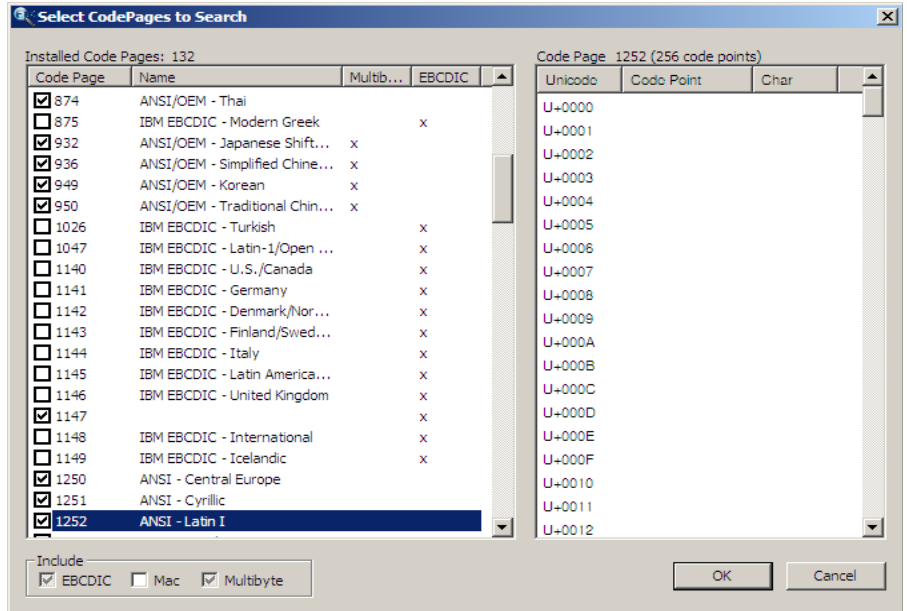 Select CodePages to Search
Installed Code Pages: 132
Code Page Name Multib... EBCDIC
874 ANSI/OEM - Thai
875 IBM EBCDIC - Modern Greek x
932 ANSI/OEM - Japanese Shift... x
936 ANSI/OEM - Simplified Chine... x
949 ANSI/OEM - Korean x
950 ANSI/OEM - Traditional Chin... x
1026 IBM EBCDIC - Turkish x
1047 IBM EBCDIC - Latin-1/Open ... x
1140 IBM EBCDIC - U.S./Canada x
1141 IBM EBCDIC - Germany x
1142 IBM EBCDIC - Denmark/Nor... x
1143 IBM EBCDIC - Finland/Swed... x
1144 IBM EBCDIC - Italy x
1145 IBM EBCDIC - Latin America... x
1146 IBM EBCDIC - United Kingdom x
1147 x
1148 IBM EBCDIC - International x
1149 IBM EBCDIC - Icelandic x
1250 ANSI - Central Europe
1251 ANSI - Cyrillic
1252 ANSI - Latin I
Code Page 1252 (256 code points)
Unicode Code Point Char
U+0000
U+0001
U+0002
U+0003
U+0004
U+0005
U+0006
U+0007
U+0008
U+0009
U+000A
U+000B
U+000C
U+000D
U+000E
U+000F
U+0010
U+0011
U+0012
Include
EBCDIC Mac Multibyte
OK Cancel